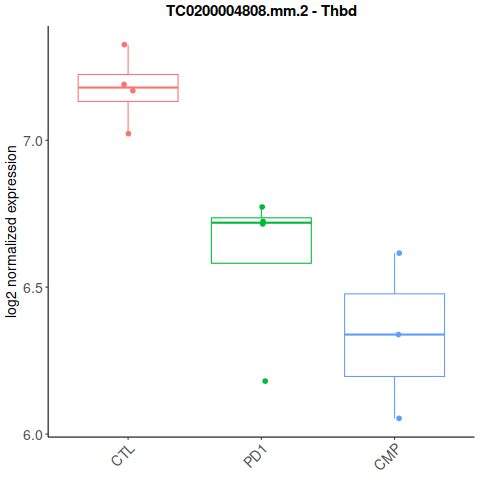 TC0200004808.mm.2 - Thbd
log2 normalized expression
7.0
6.5
6.0
CTL
PD1
CMP